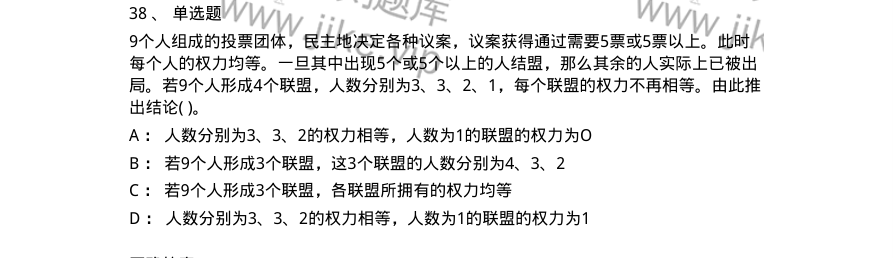 38 、 单选题
9个人组成的投票团体，民主地决定各种议案，议案获得通过需要5票或5票以上。此时
每个人的权力均等。一旦其中出现5个或5个以上的人结盟，那么其余的人实际上已被出
局。若9个人形成4个联盟，人数分别为3、3、2、1，每个联盟的权力不再相等。由此推
出结论( )。
A ： 人数分别为3、3、2的权力相等，人数为1的联盟的权力为O
B ： 若9个人形成3个联盟，这3个联盟的人数分别为4、3、2
C ： 若9个人形成3个联盟，各联盟所拥有的权力均等
D ： 人数分别为3、3、2的权力相等，人数为1的联盟的权力为1